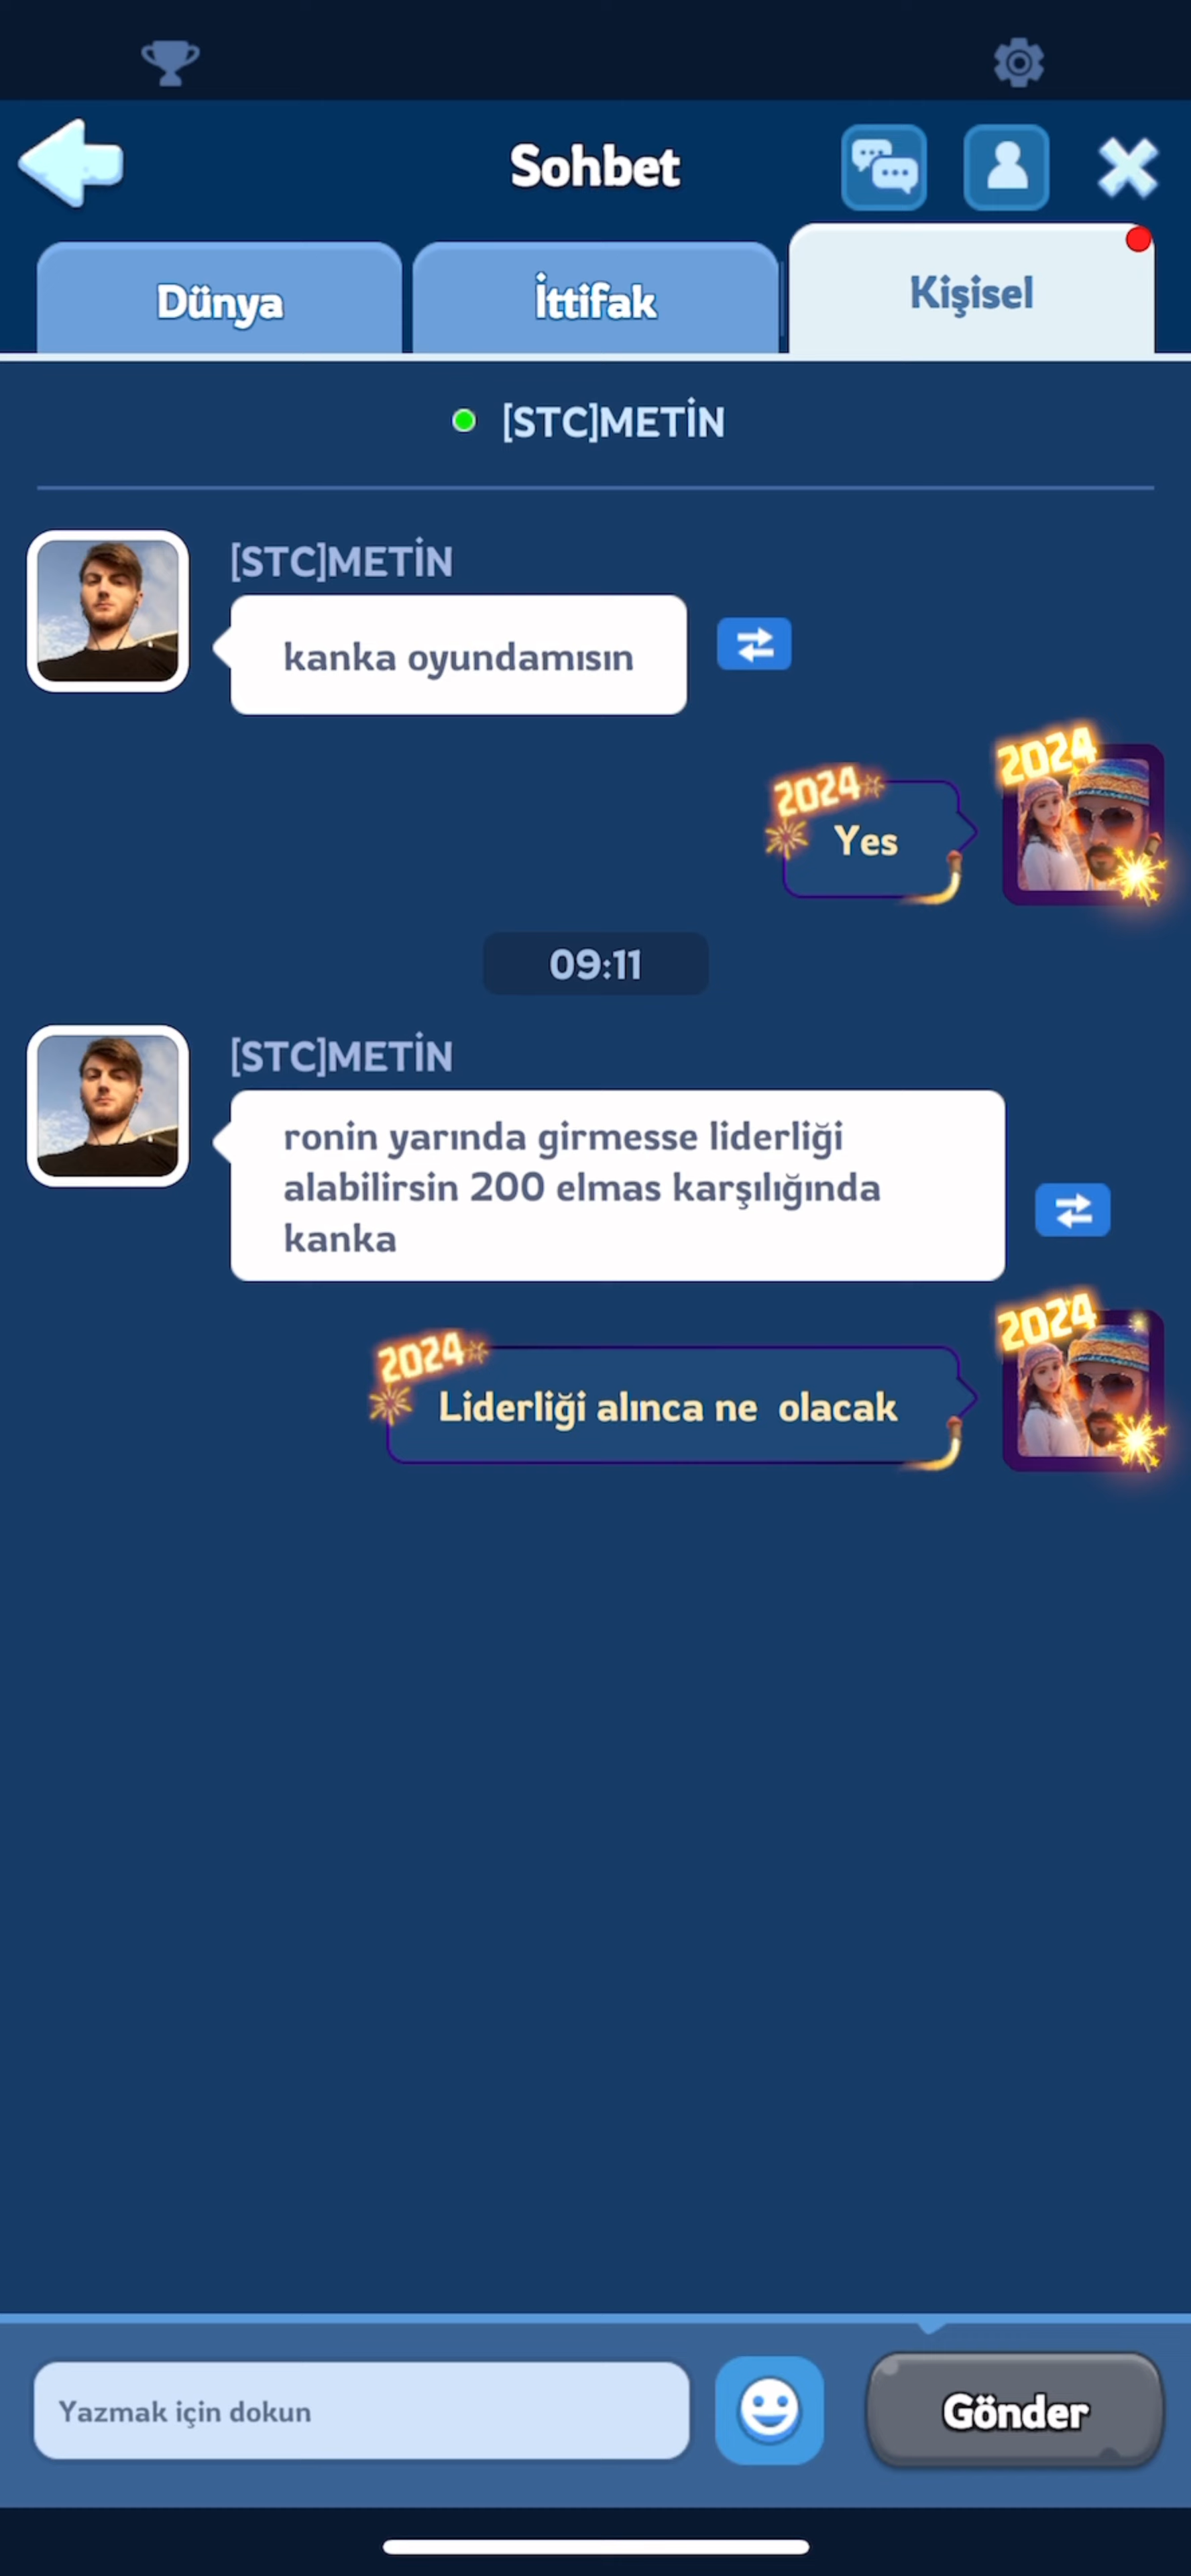 Sohbet
Dünya
İttifak
Kişisel
[STC]METİN
[STC]METİN
kanka oyundamısın
2024
2024
Yes
09:11
[STC]METİN
ronin yarında girmesse liderliği
alabilirsin 200 elmas karşılığında
kanka
2024
2024
Liderliği alınca ne  olacak
Yazmak için dokun
Gönder